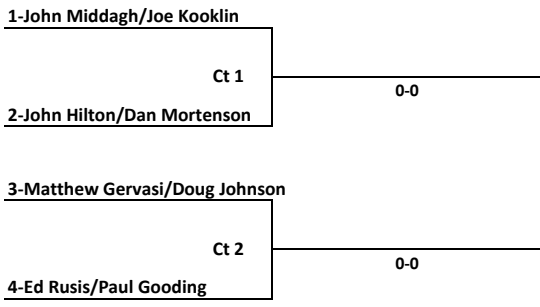 1-John Middagh/Joe Kooklin
Ct 1
0-0
2-John Hilton/Dan Mortenson
3-Matthew Gervasi/Doug Johnson
Ct 2
0-0
4-Ed Rusis/Paul Gooding